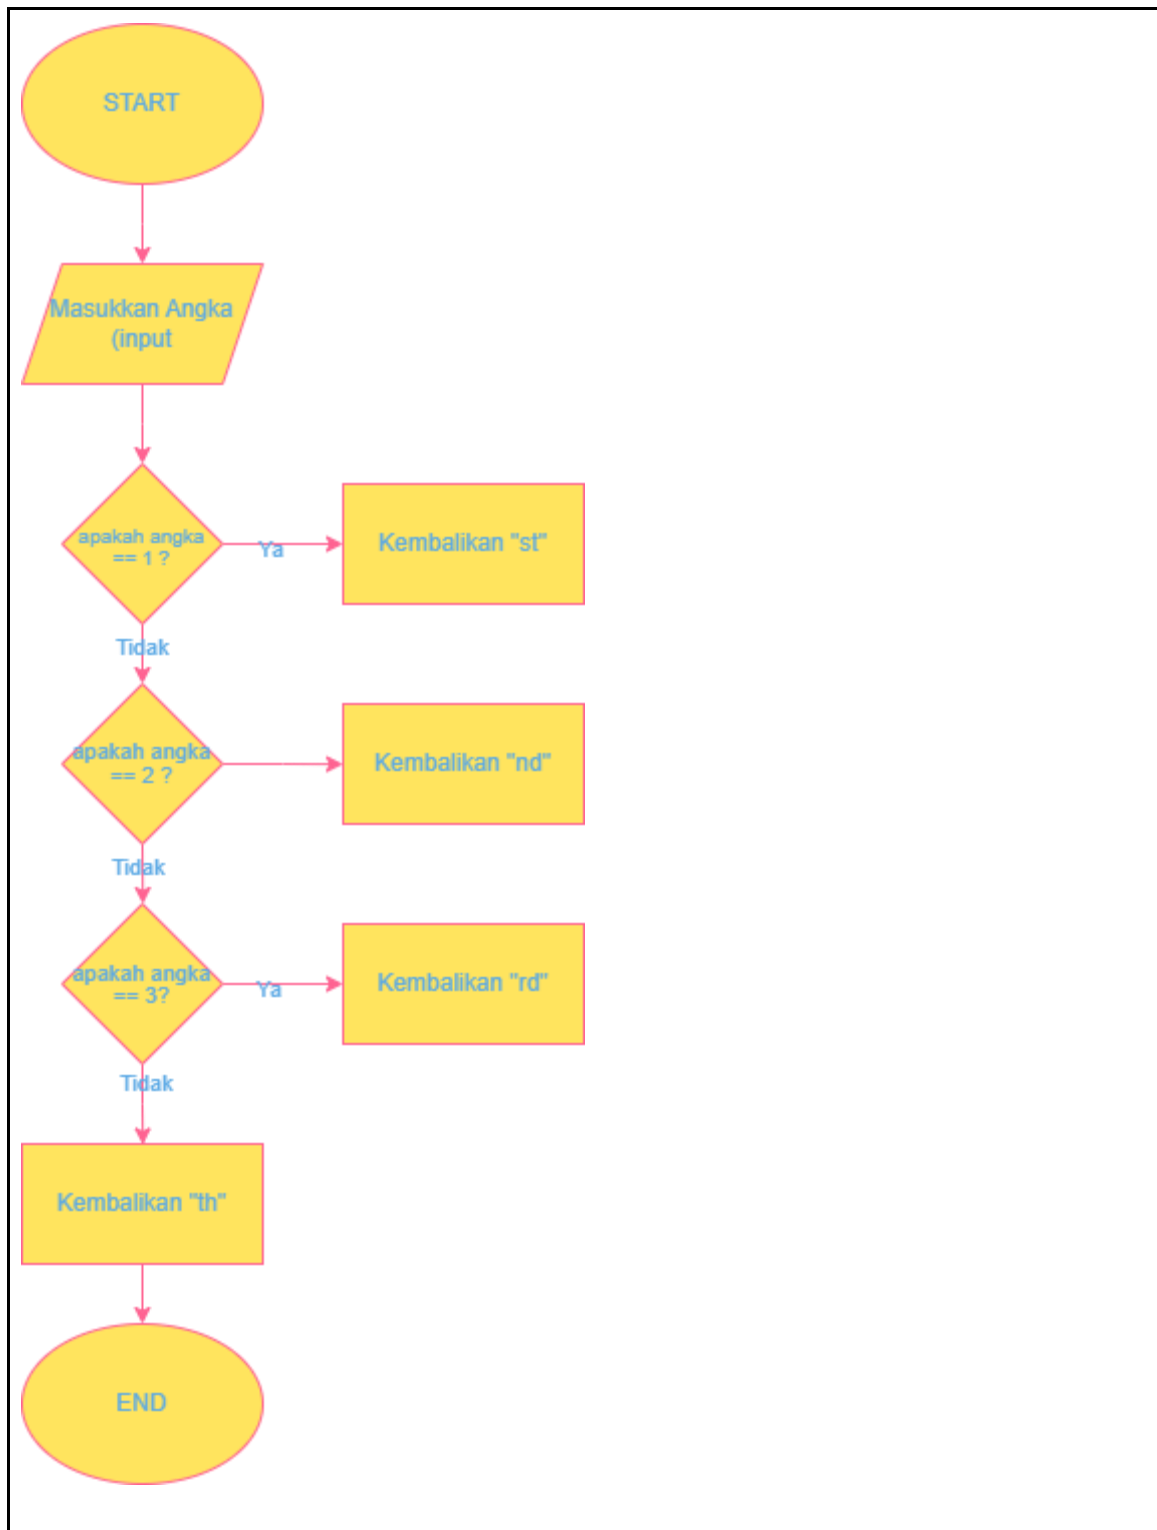 START
Masukkan Angka
(input
apakah angka
== 1 ?
Ya
Kembalikan "st"
Tidak
apakah angka
== 2 ?
Kembalikan "nd"
Tidak
apakah angka
== 3?
Ya
Kembalikan "rd"
Tidak
Kembalikan "th"
END